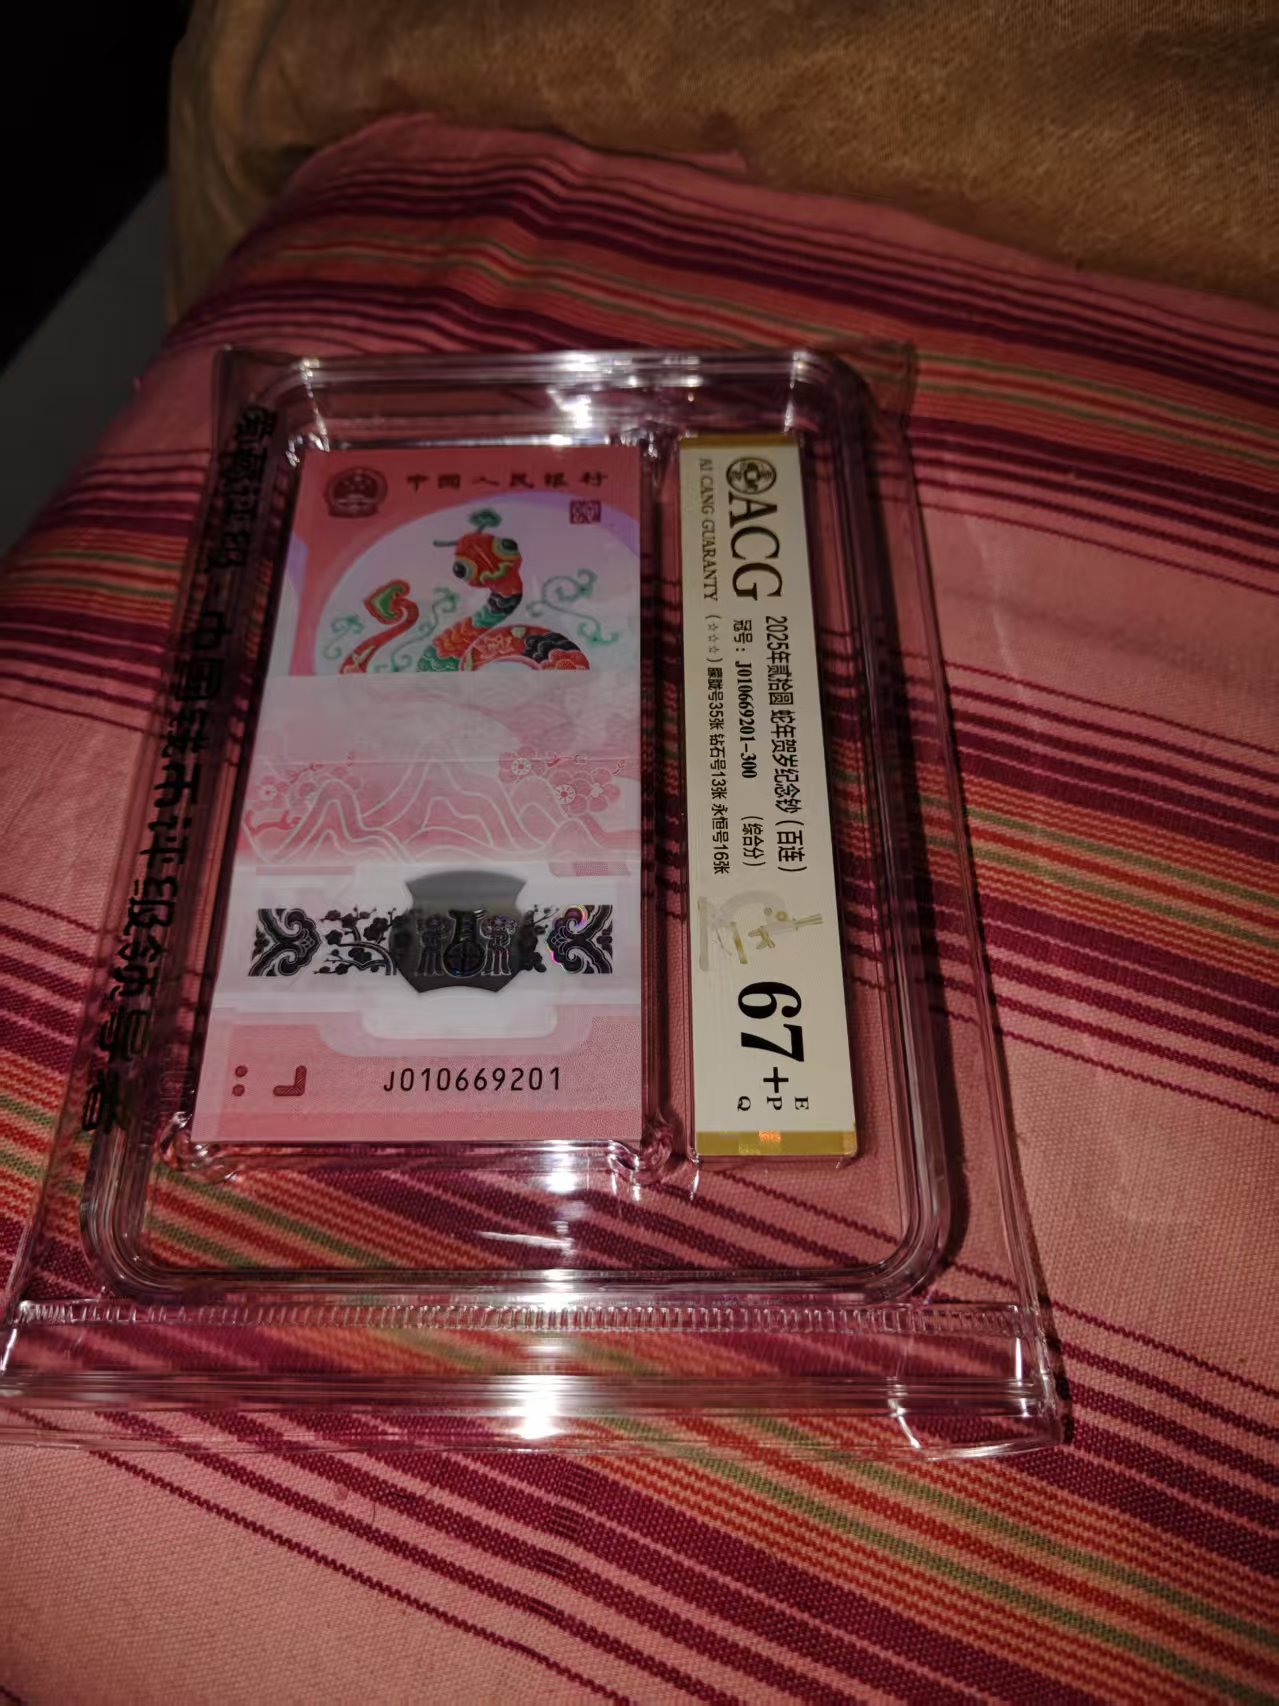 中国人民银行
J010669201
ACG
AI CANG GUARANTY
2025年贰拾圆 蛇年贺岁纪念钞（百连）
冠号：J010669201-300 （综合分）
（☆☆☆）朦胧号35张 钻石号13张 永恒号16张
67+
E
P
Q